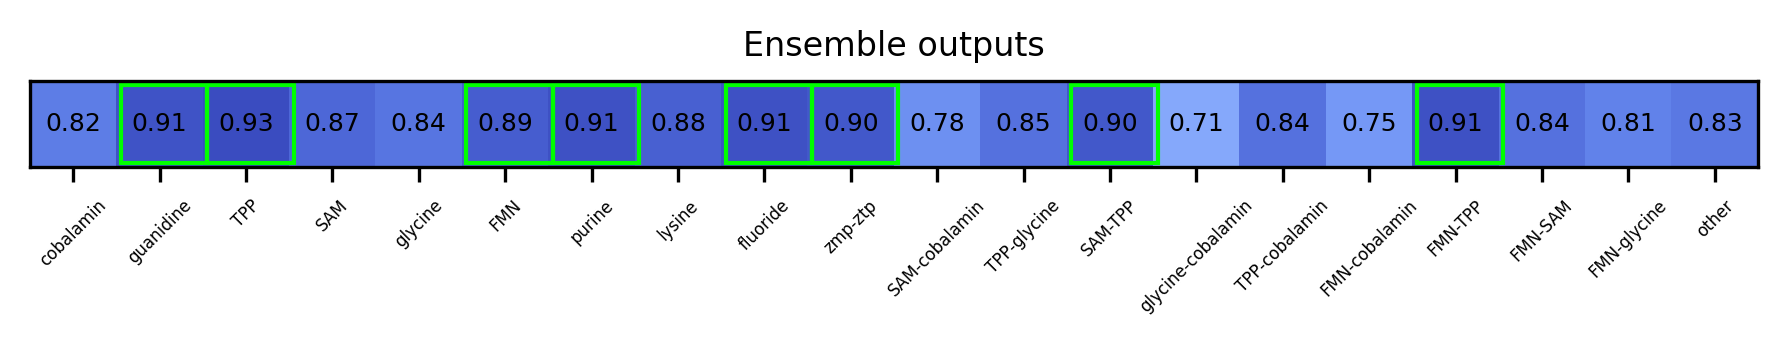 Ensemble outputs
0.82 0.91 0.93 0.87 0.84 0.89 0.91 0.88 0.91 0.90 0.78 0.85 0.90 0.71 0.84 0.75 0.91 0.84 0.81 0.83
cobalamin guanidine TPP SAM glycine FMN purine lysine fluoride zmp-ztp SAM-cobalamin TPP-glycine SAM-TPP glycine-cobalamin TPP-cobalamin FMN-cobalamin FMN-TPP FMN-SAM FMN-glycine other